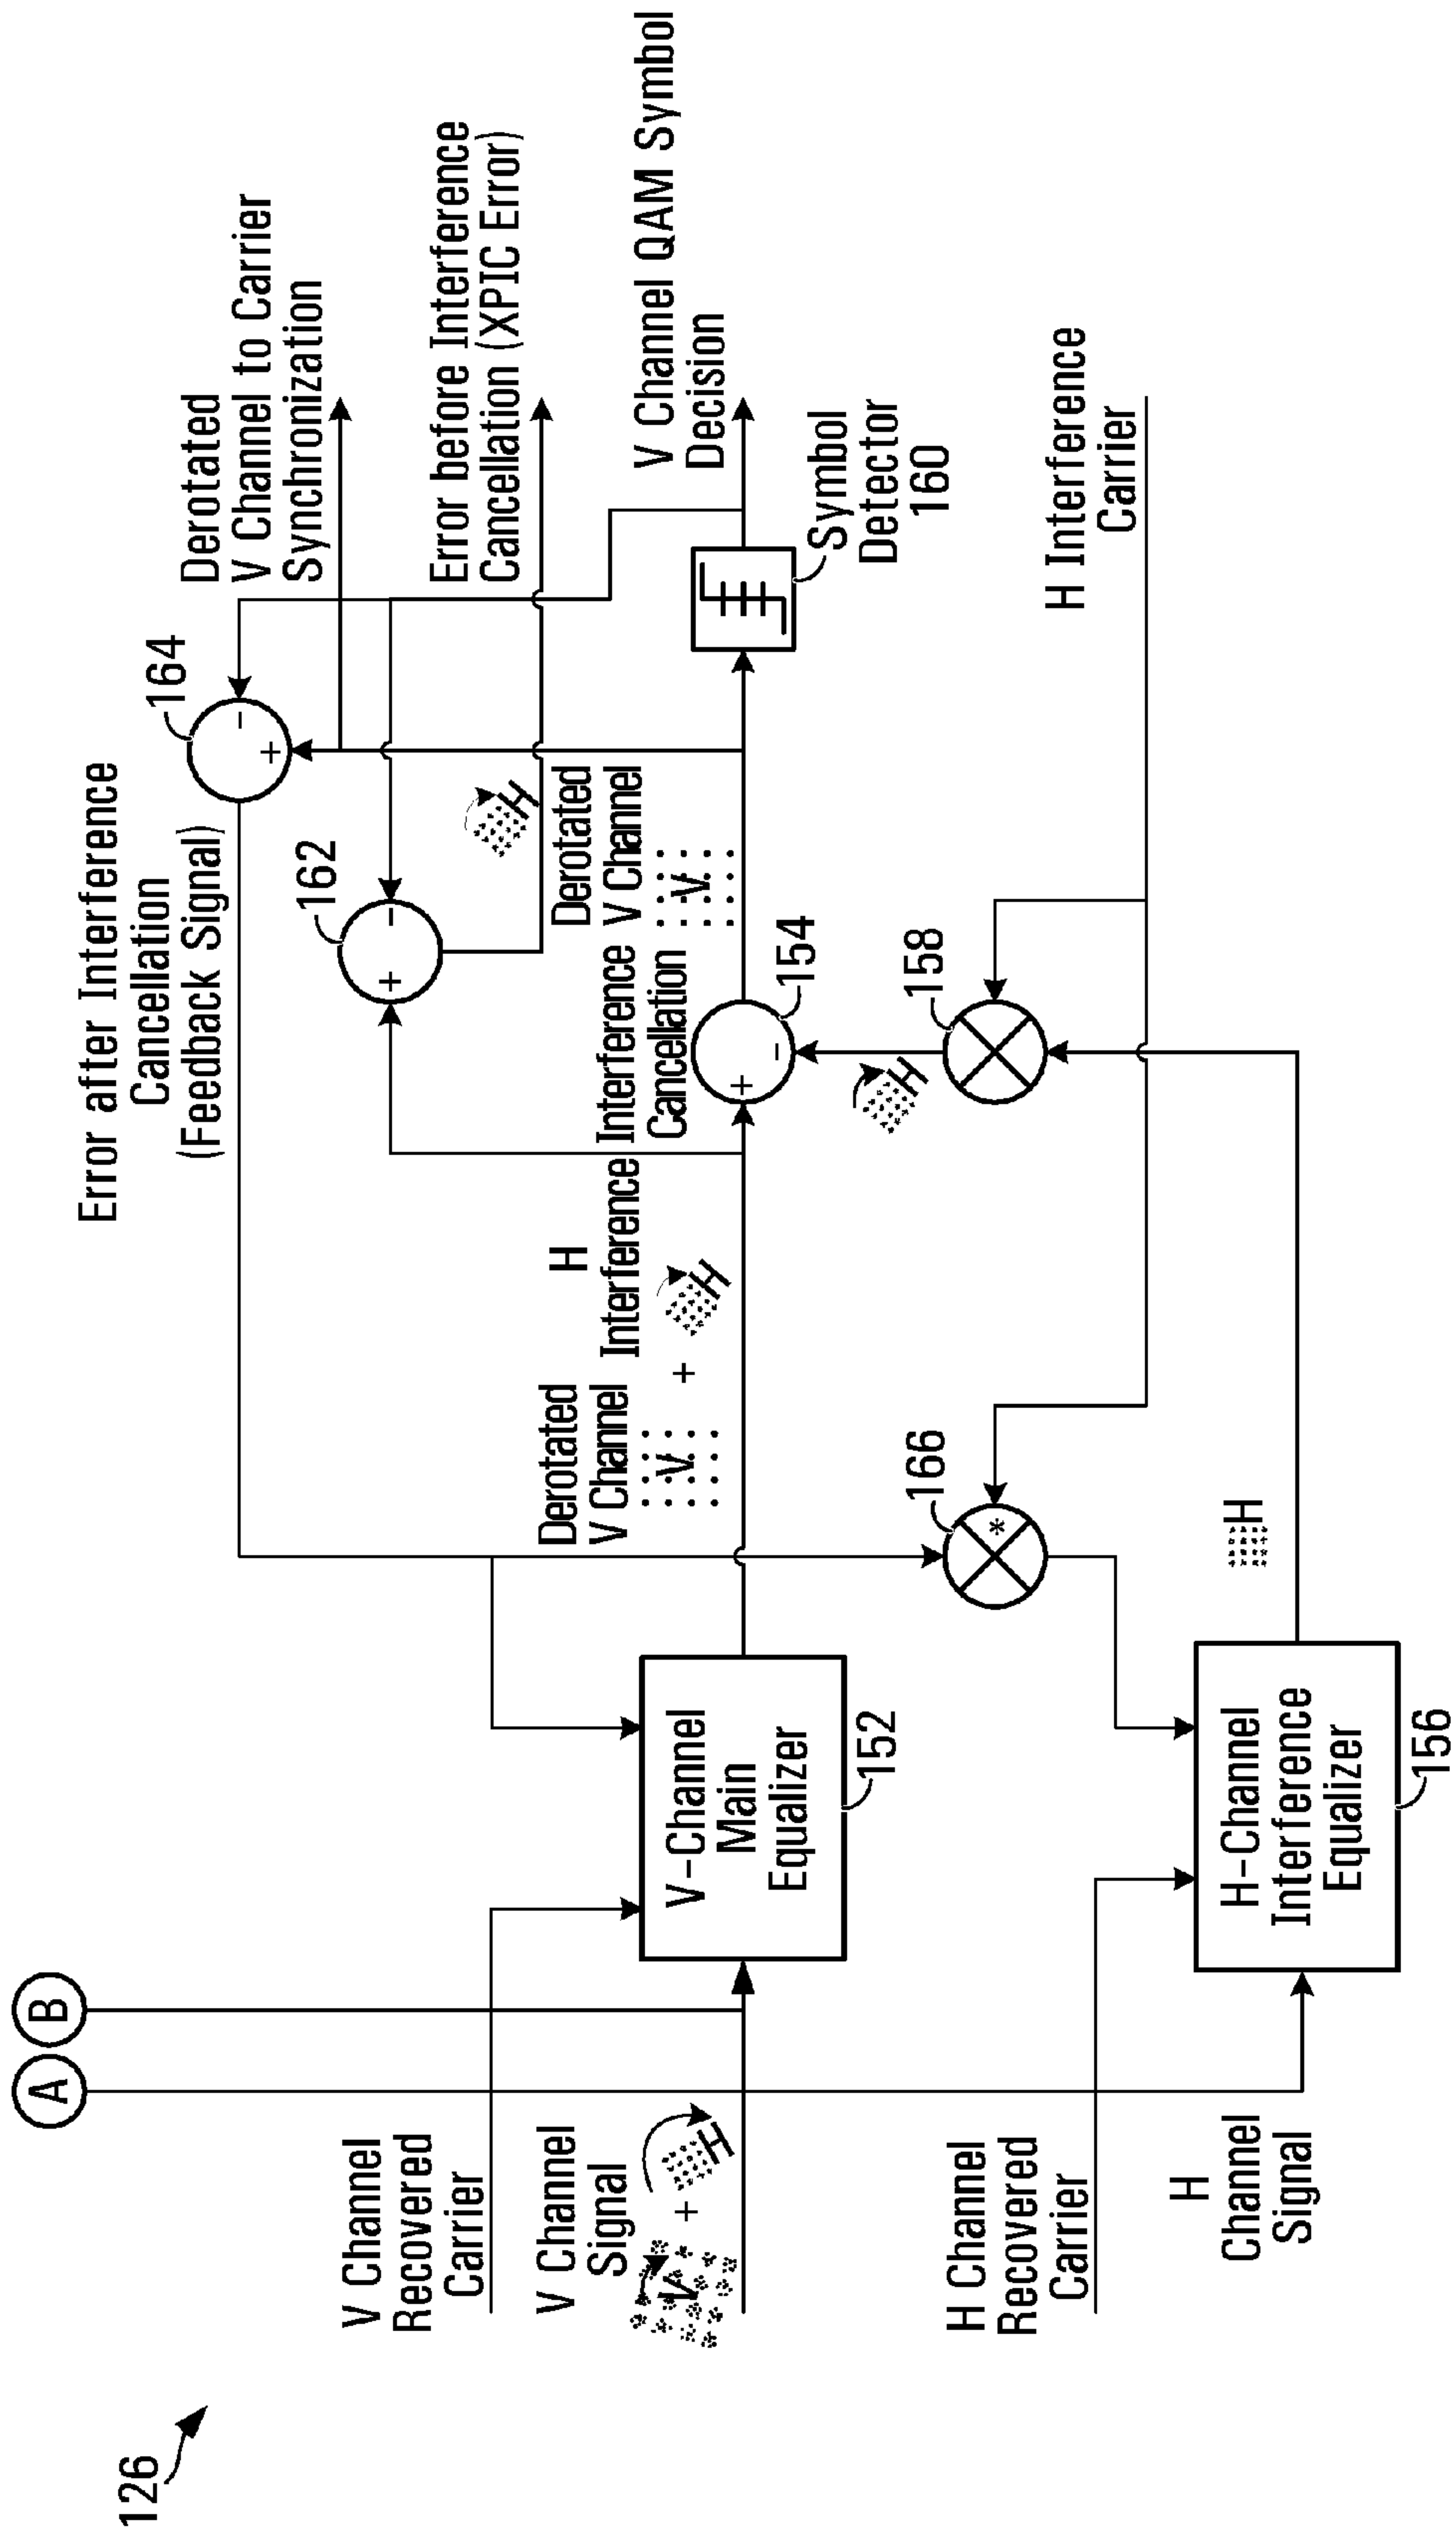 126
A
B
V Channel
Recovered
Carrier
V Channel
Signal
V
+
H
H Channel
Recovered
Carrier
H
Channel
Signal
V-Channel
Main
Equalizer
152
H-Channel
Interference
Equalizer
156
H
166
*
Derotated
V Channel
V
+
H
Interference
H
Error after Interference
Cancellation
(Feedback Signal)
Interference
Cancellation
+
-
154
H
158
162
+
-
164
+
-
H
Derotated
V Channel
V
Derotated
V Channel to Carrier
Synchronization
Error before Interference
Cancellation (XPIC Error)
V Channel QAM Symbol
Decision
Symbol
Detector
160
H Interference
Carrier